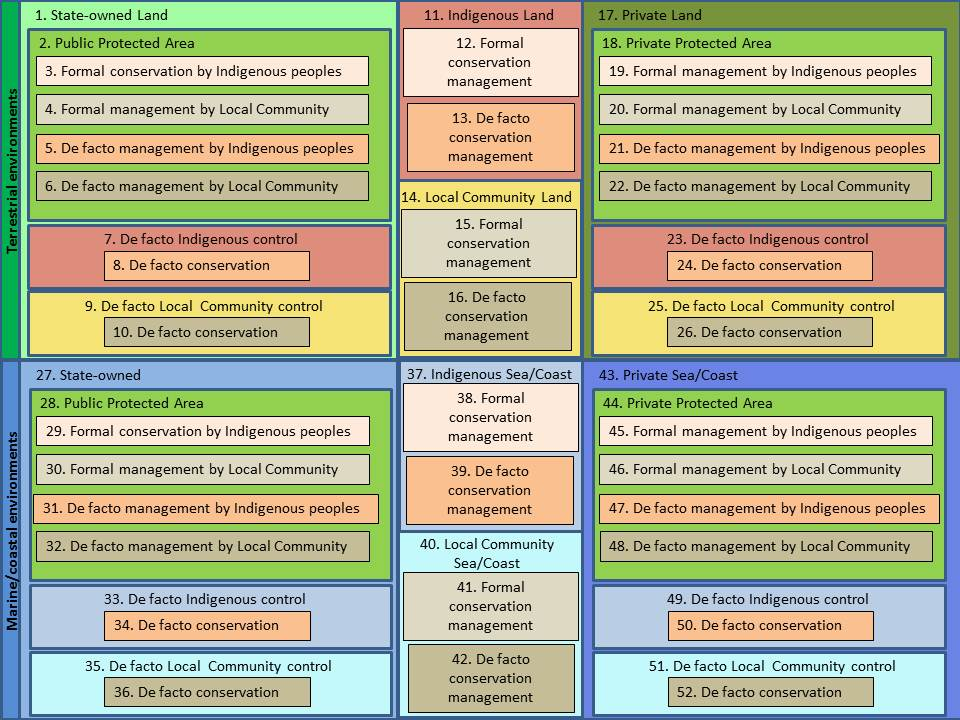 Terrestrial environments
1. State-owned Land
2. Public Protected Area
3. Formal conservation by Indigenous peoples
4. Formal management by Local Community
5. De facto management by Indigenous peoples
6. De facto management by Local Community
7. De facto Indigenous control
8. De facto conservation
9. De facto Local  Community control
10. De facto conservation
11. Indigenous Land
12. Formal
conservation
management
13. De facto
conservation
management
14. Local Community Land
15. Formal
conservation
management
16. De facto
conservation
management
17. Private Land
18. Private Protected Area
19. Formal management by Indigenous peoples
20. Formal management by Local Community
21. De facto management by Indigenous peoples
22. De facto management by Local Community
23. De facto Indigenous control
24. De facto conservation
25. De facto Local  Community control
26. De facto conservation
Marine/coastal environments
27. State-owned
28. Public Protected Area
29. Formal conservation by Indigenous peoples
30. Formal management by Local Community
31. De facto management by Indigenous peoples
32. De facto management by Local Community
33. De facto Indigenous control
34. De facto conservation
35. De facto Local  Community control
36. De facto conservation
37. Indigenous Sea/Coast
38. Formal
conservation
management
39. De facto
conservation
management
40. Local Community
Sea/Coast
41. Formal
conservation
management
42. De facto
conservation
management
43. Private Sea/Coast
44. Private Protected Area
45. Formal management by Indigenous peoples
46. Formal management by Local Community
47. De facto management by Indigenous peoples
48. De facto management by Local Community
49. De facto Indigenous control
50. De facto conservation
51. De facto Local  Community control
52. De facto conservation